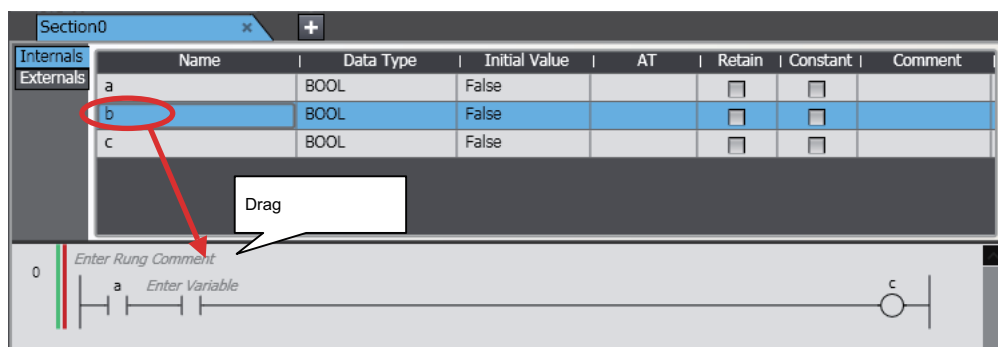 Section0 × +
Internals Name Data Type Initial Value AT Retain Constant Comment
Externals
a BOOL False
b BOOL False
c BOOL False
Drag
Enter Rung Comment
0
a Enter Variable c